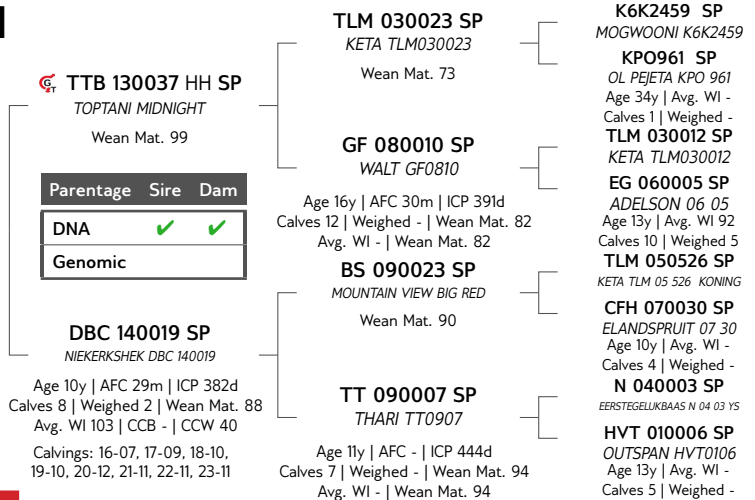 TTB 130037 HH SP
TOPTANI MIDNIGHT
Wean Mat. 99
Parentage Sire Dam
DNA ✔ ✔
Genomic
DBC 140019 SP
NIEKERKSHEK DBC 140019
Age 10y | AFC 29m | ICP 382d
Calves 8 | Weighed 2 | Wean Mat. 88
Avg. WI 103 | CCB - | CCW 40
Calvings: 16-07, 17-09, 18-10,
19-10, 20-12, 21-11, 22-11, 23-11
TLM 030023 SP
KETA TLM030023
Wean Mat. 73
GF 080010 SP
WALT GF0810
Age 16y | AFC 30m | ICP 391d
Calves 12 | Weighed - | Wean Mat. 82
Avg. WI - | Wean Mat. 82
BS 090023 SP
MOUNTAIN VIEW BIG RED
Wean Mat. 90
TT 090007 SP
THARI TT0907
Age 11y | AFC - | ICP 444d
Calves 7 | Weighed - | Wean Mat. 94
Avg. WI - | Wean Mat. 94
K6K2459 SP
MOGWOONI K6K2459
KPO961 SP
OL PEJETA KPO 961
Age 34y | Avg. WI -
Calves 1 | Weighed -
TLM 030012 SP
KETA TLM030012
EG 060005 SP
ADELSON 06 05
Age 13y | Avg. WI 92
Calves 10 | Weighed 5
TLM 050526 SP
KETA TLM 05 526 KONING
CFH 070030 SP
ELANDSPRUIT 07 30
Age 10y | Avg. WI -
Calves 4 | Weighed -
N 040003 SP
EERSTEGELUKBAAS N 04 03 YS
HVT 010006 SP
OUTSPAN HVT0106
Age 13y | Avg. WI -
Calves 5 | Weighed -